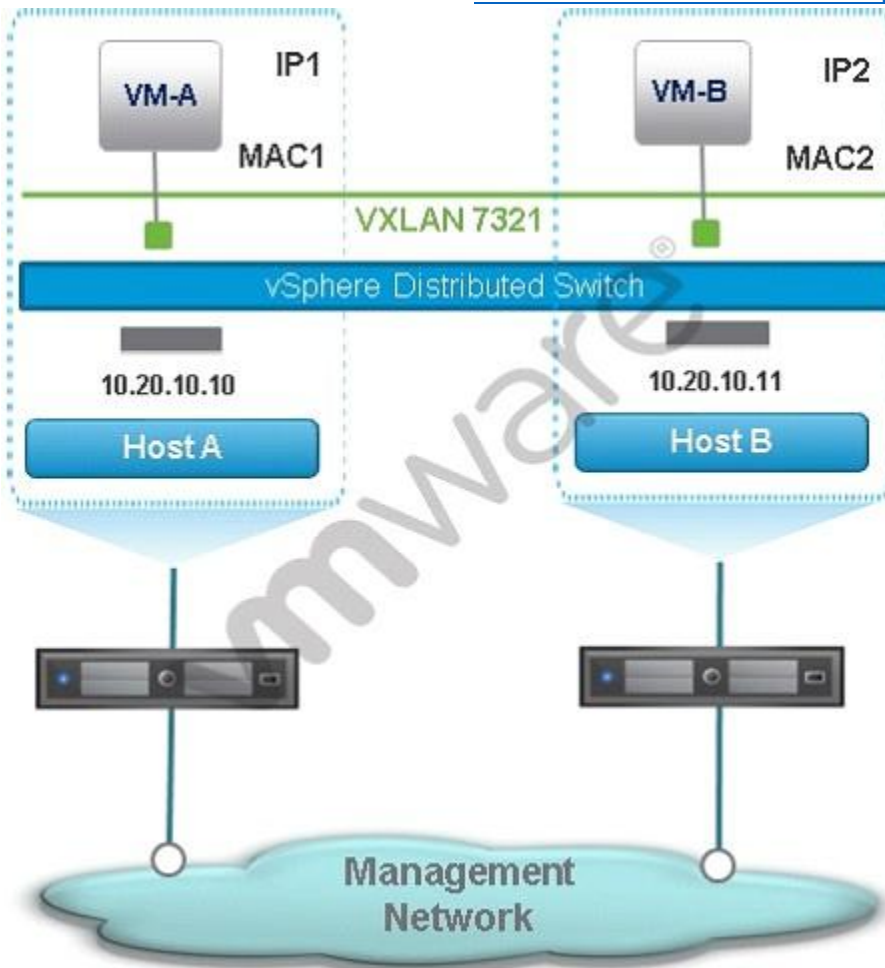 VM-A
IP1
MAC1
VM-B
IP2
MAC2
VXLAN 7321
vSphere Distributed Switch
10.20.10.10
10.20.10.11
Host A
Host B
vmware®
Management
Network